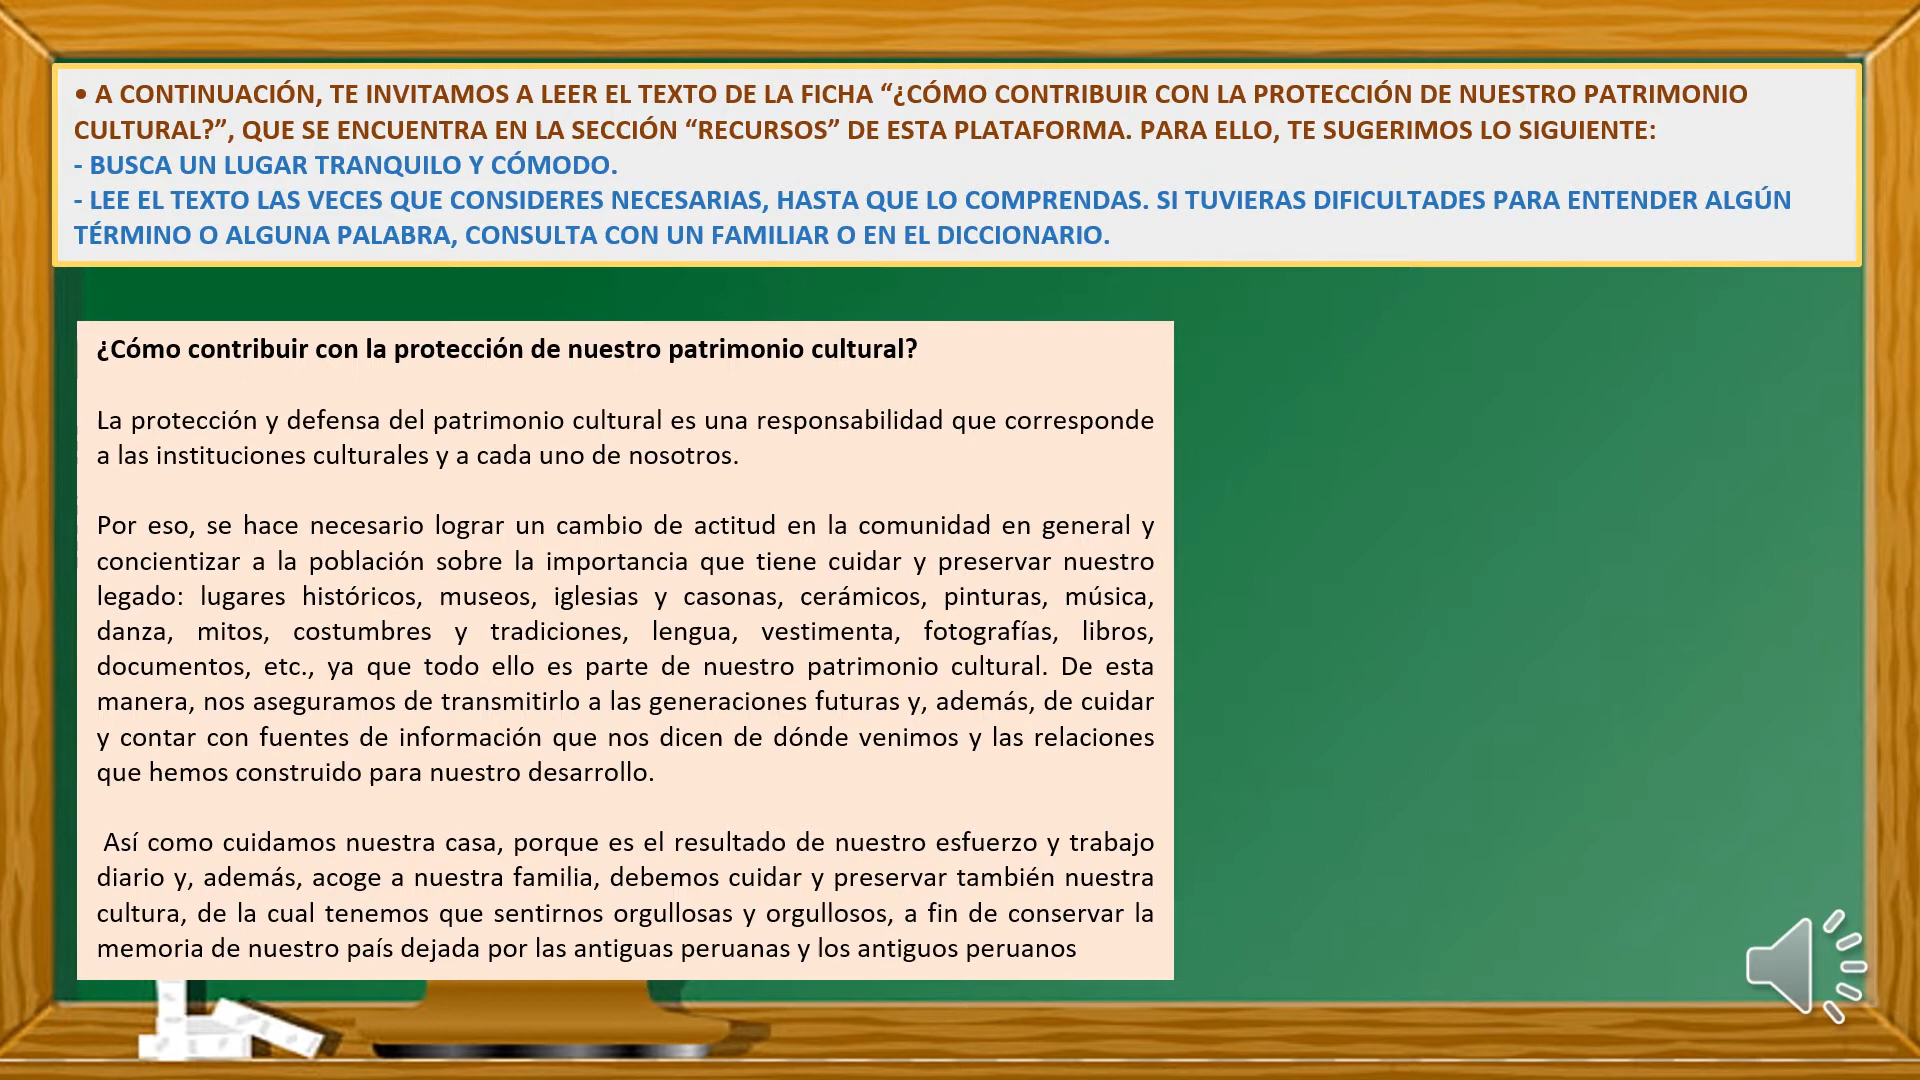 • A CONTINUACIÓN, TE INVITAMOS A LEER EL TEXTO DE LA FICHA “¿CÓMO CONTRIBUIR CON LA PROTECCIÓN DE NUESTRO PATRIMONIO
CULTURAL?”, QUE SE ENCUENTRA EN LA SECCIÓN “RECURSOS” DE ESTA PLATAFORMA. PARA ELLO, TE SUGERIMOS LO SIGUIENTE:
- BUSCA UN LUGAR TRANQUILO Y CÓMODO.
- LEE EL TEXTO LAS VECES QUE CONSIDERES NECESARIAS, HASTA QUE LO COMPRENDAS. SI TUVIERAS DIFICULTADES PARA ENTENDER ALGÚN
TÉRMINO O ALGUNA PALABRA, CONSULTA CON UN FAMILIAR O EN EL DICCIONARIO.
¿Cómo contribuir con la protección de nuestro patrimonio cultural?
La protección y defensa del patrimonio cultural es una responsabilidad que corresponde
a las instituciones culturales y a cada uno de nosotros.
Por eso, se hace necesario lograr un cambio de actitud en la comunidad en general y
concientizar a la población sobre la importancia que tiene cuidar y preservar nuestro
legado: lugares históricos, museos, iglesias y casonas, cerámicos, pinturas, música,
danza, mitos, costumbres y tradiciones, lengua, vestimenta, fotografías, libros,
documentos, etc., ya que todo ello es parte de nuestro patrimonio cultural. De esta
manera, nos aseguramos de transmitirlo a las generaciones futuras y, además, de cuidar
y contar con fuentes de información que nos dicen de dónde venimos y las relaciones
que hemos construido para nuestro desarrollo.
Así como cuidamos nuestra casa, porque es el resultado de nuestro esfuerzo y trabajo
diario y, además, acoge a nuestra familia, debemos cuidar y preservar también nuestra
cultura, de la cual tenemos que sentirnos orgullosas y orgullosos, a fin de conservar la
memoria de nuestro país dejada por las antiguas peruanas y los antiguos peruanos